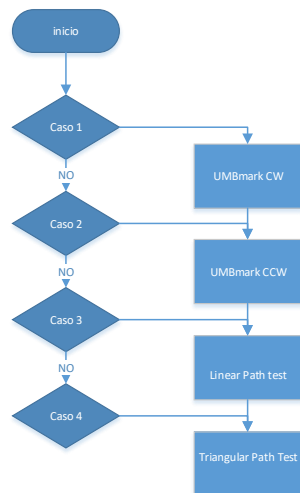 inicio
Caso 1
UMBmark CW
NO
Caso 2
UMBmark CCW
NO
Caso 3
Linear Path test
NO
Caso 4
Triangular Path Test